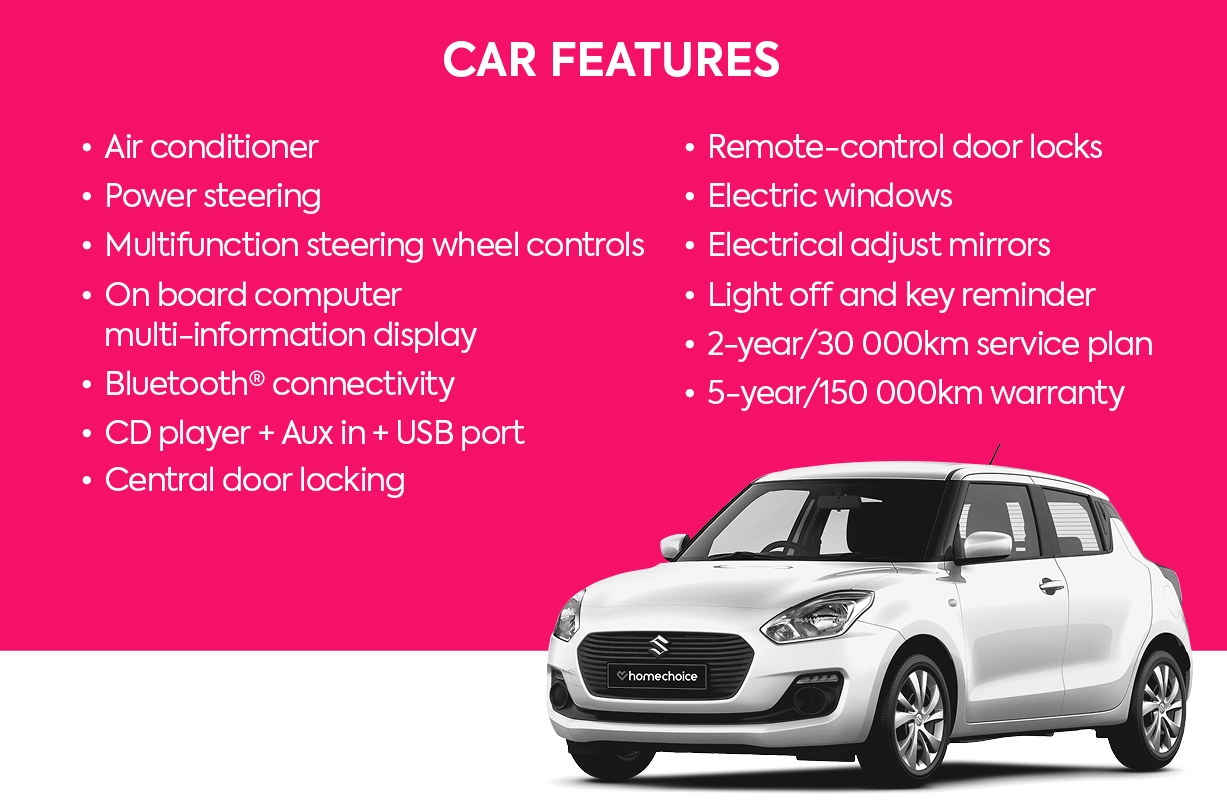 CAR FEATURES
• Air conditioner
• Power steering
• Multifunction steering wheel controls
• On board computer
multi-information display
• Bluetooth® connectivity
• CD player + Aux in + USB port
• Central door locking
• Remote-control door locks
• Electric windows
• Electrical adjust mirrors
• Light off and key reminder
• 2-year/30 000km service plan
• 5-year/150 000km warranty
homechoice